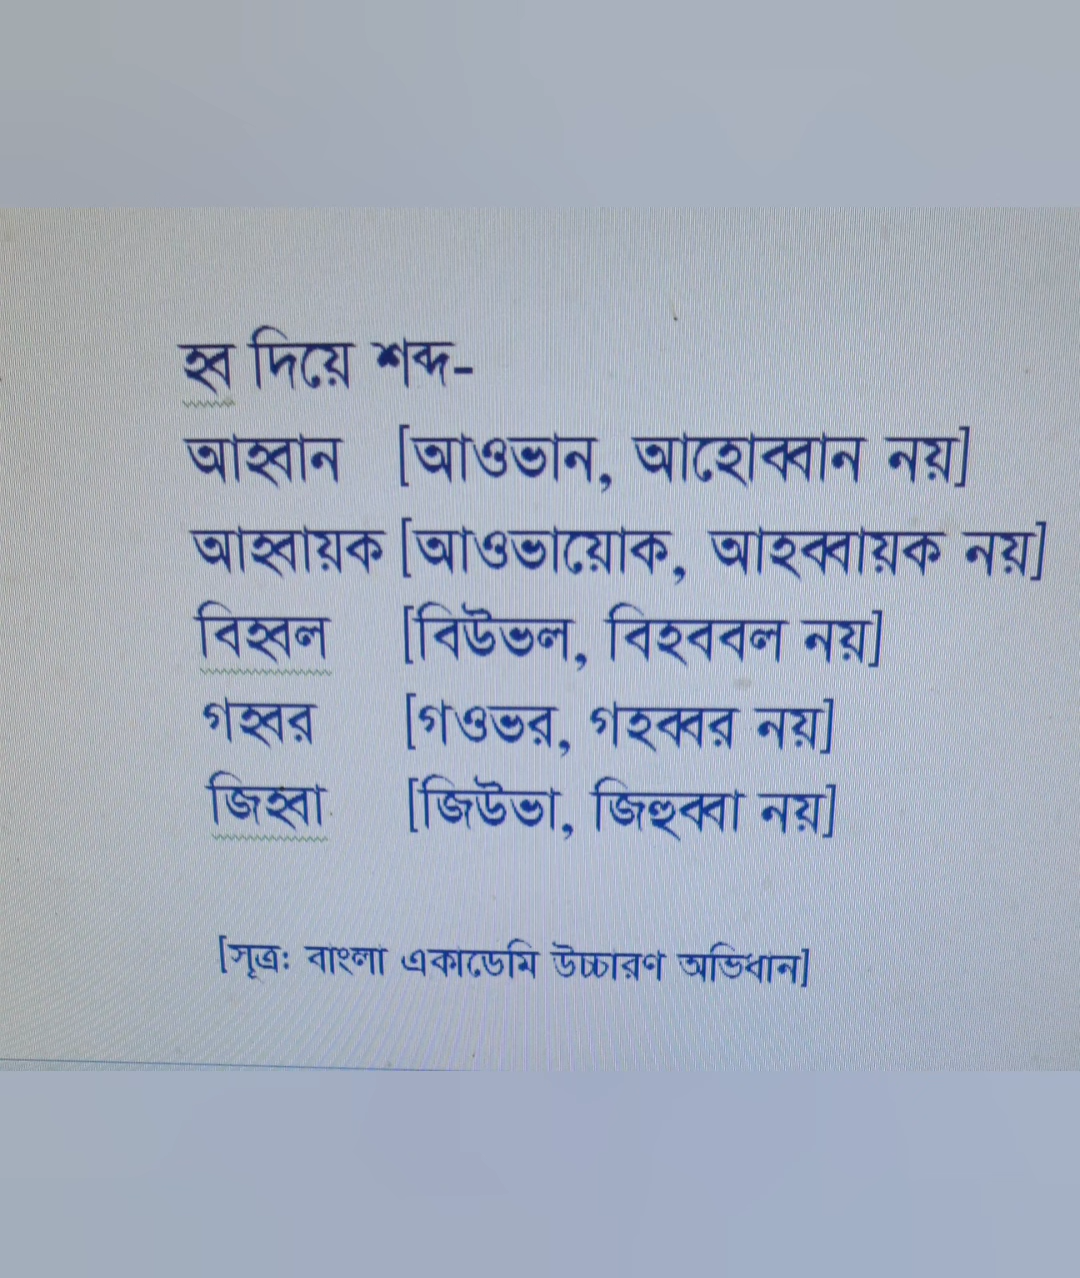 হ্ব দিয়ে শব্দ-
আহ্বান [আওভান, আহোব্বান নয়]
আহ্বায়ক [আওভায়োক, আহব্বায়ক নয়]
বিহ্বল [বিউভল, বিহববল নয়]
গহ্বর [গওভর, গহব্বর নয়]
জিহ্বা [জিউভা, জিহুব্বা নয়]
[সূত্র: বাংলা একাডেমি উচ্চারণ অভিধান]